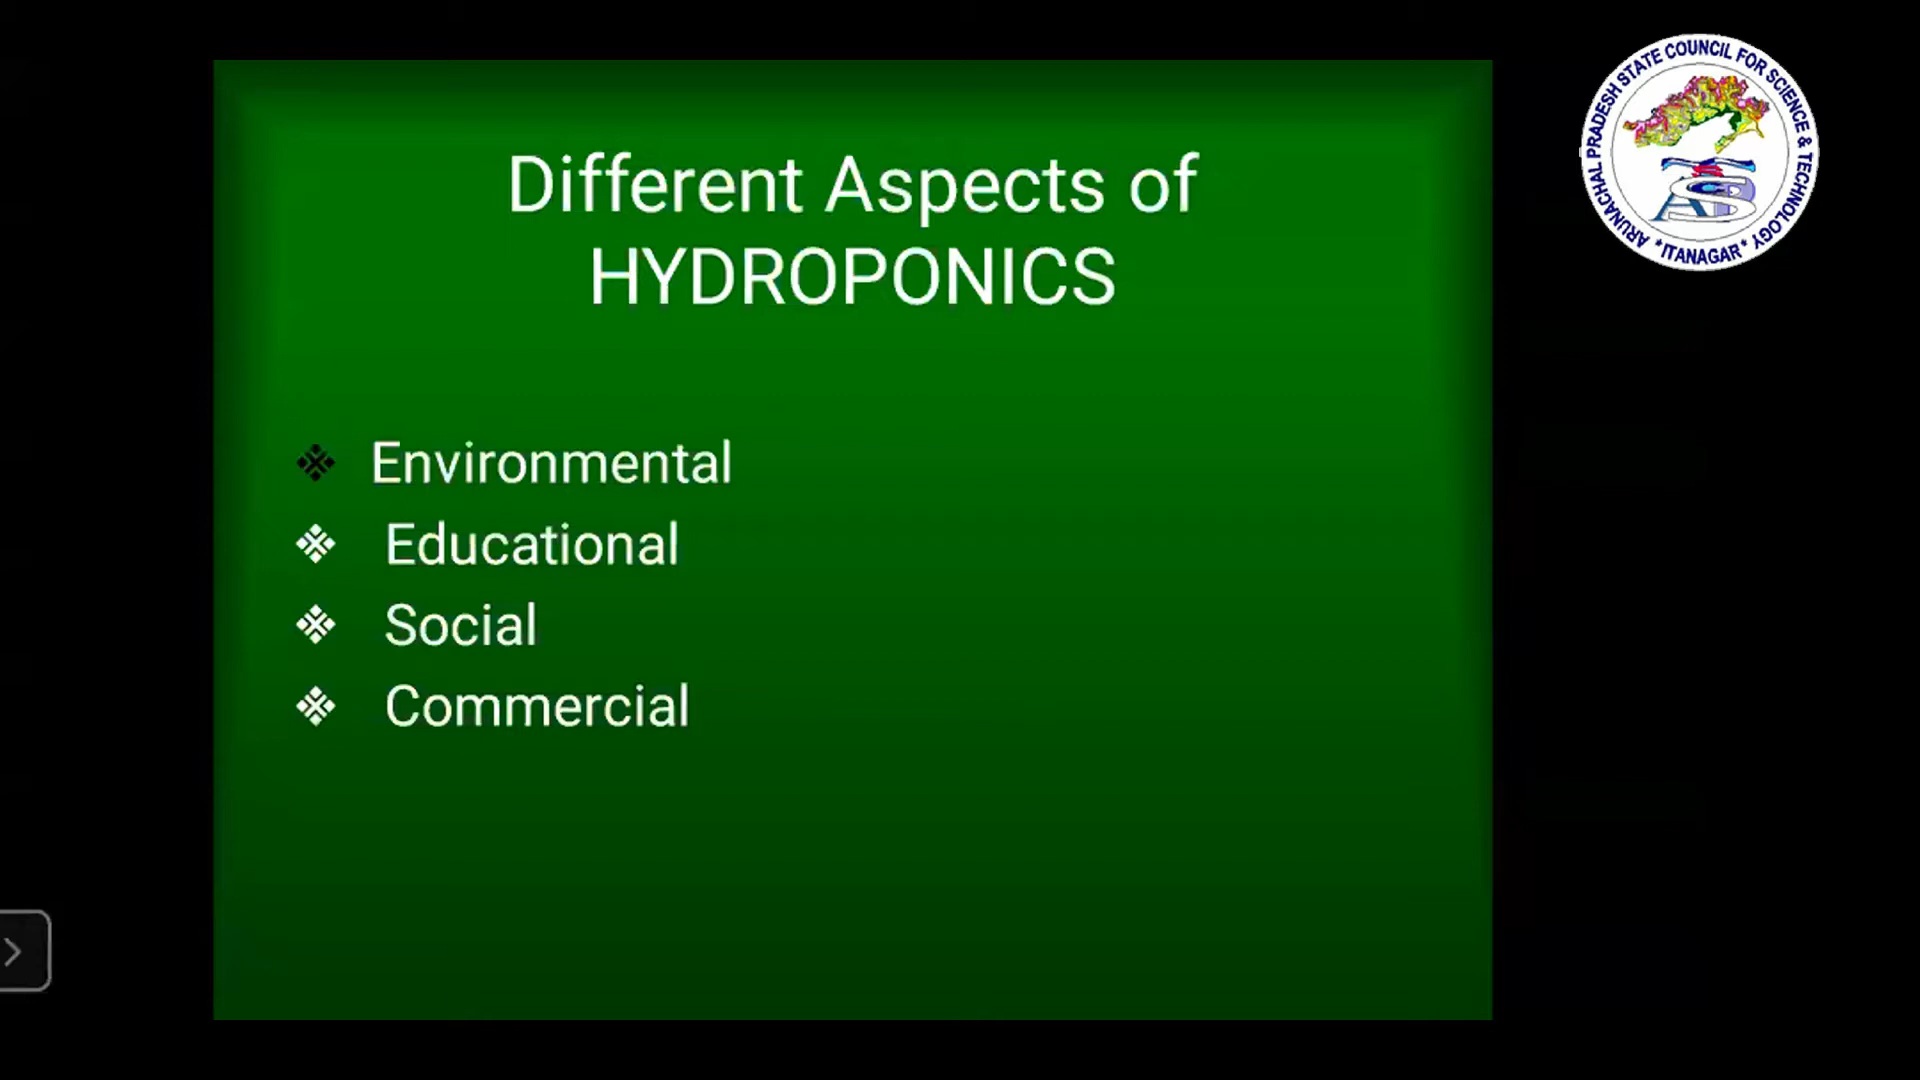 Different Aspects of
HYDROPONICS
Environmental
Educational
Social
Commercial
ARUNACHAL PRADESH STATE COUNCIL FOR SCIENCE & TECHNOLOGY
*ITANAGAR*